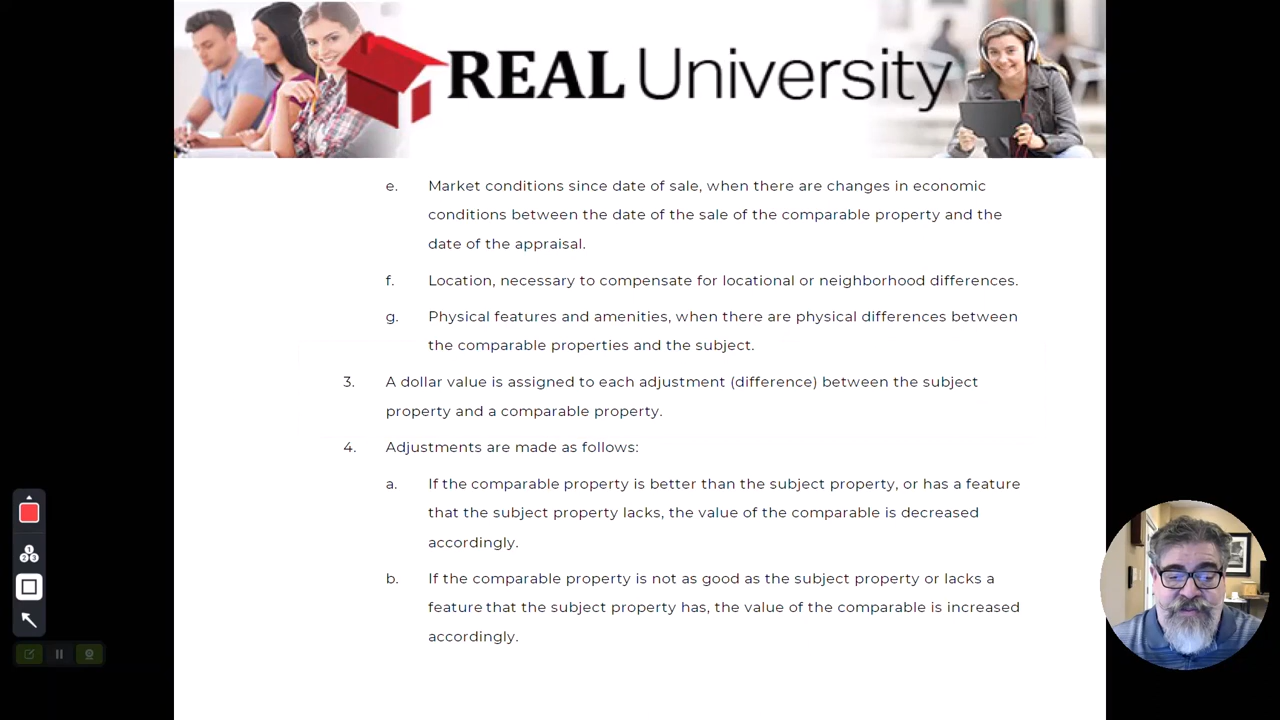 REAL University
e. Market conditions since date of sale, when there are changes in economic
conditions between the date of the sale of the comparable property and the
date of the appraisal.
f. Location, necessary to compensate for locational or neighborhood differences.
g. Physical features and amenities, when there are physical differences between
the comparable properties and the subject.
3. A dollar value is assigned to each adjustment (difference) between the subject
property and a comparable property.
4. Adjustments are made as follows:
a. If the comparable property is better than the subject property, or has a feature
that the subject property lacks, the value of the comparable is decreased
accordingly.
b. If the comparable property is not as good as the subject property or lacks a
feature that the subject property has, the value of the comparable is increased
accordingly.